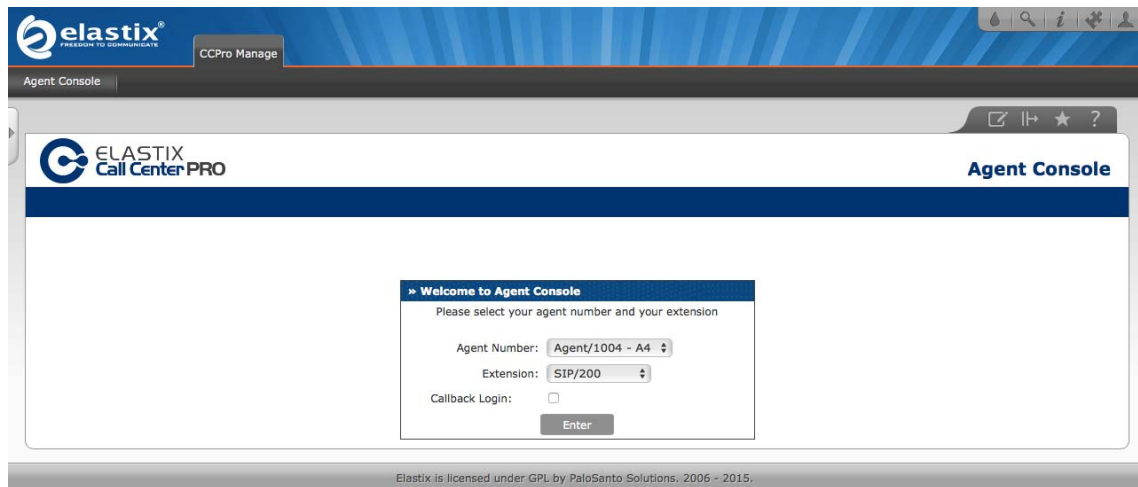 elastix®
FREEDOM TO COMMUNICATE
CCPro Manage
Agent Console
ELASTIX
Call Center PRO
Agent Console
» Welcome to Agent Console
Please select your agent number and your extension
Agent Number: Agent/1004 - A4
Extension: SIP/200
Callback Login:
Enter
Elastix is licensed under GPL by PaloSanto Solutions. 2006 - 2015.